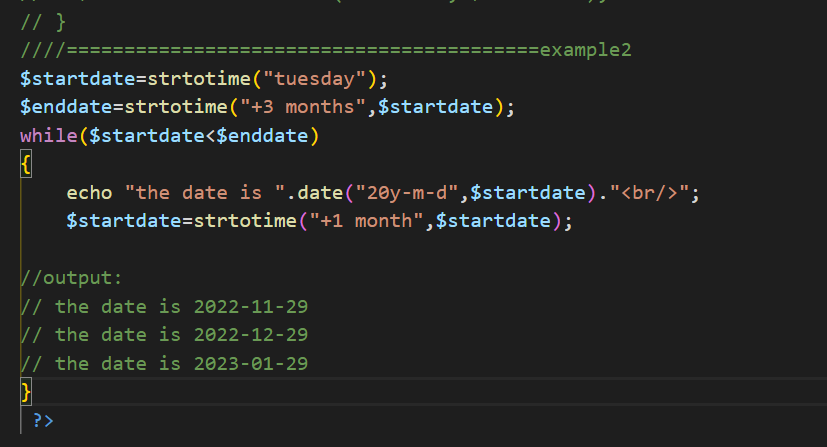 // }
////=========================================example2
$startdate=strtotime("tuesday");
$enddate=strtotime("+3 months",$startdate);
while($startdate<$enddate)
{
    echo "the date is ".date("20y-m-d",$startdate)."<br/>";
    $startdate=strtotime("+1 month",$startdate);

//output:
// the date is 2022-11-29
// the date is 2022-12-29
// the date is 2023-01-29
}
 ?>